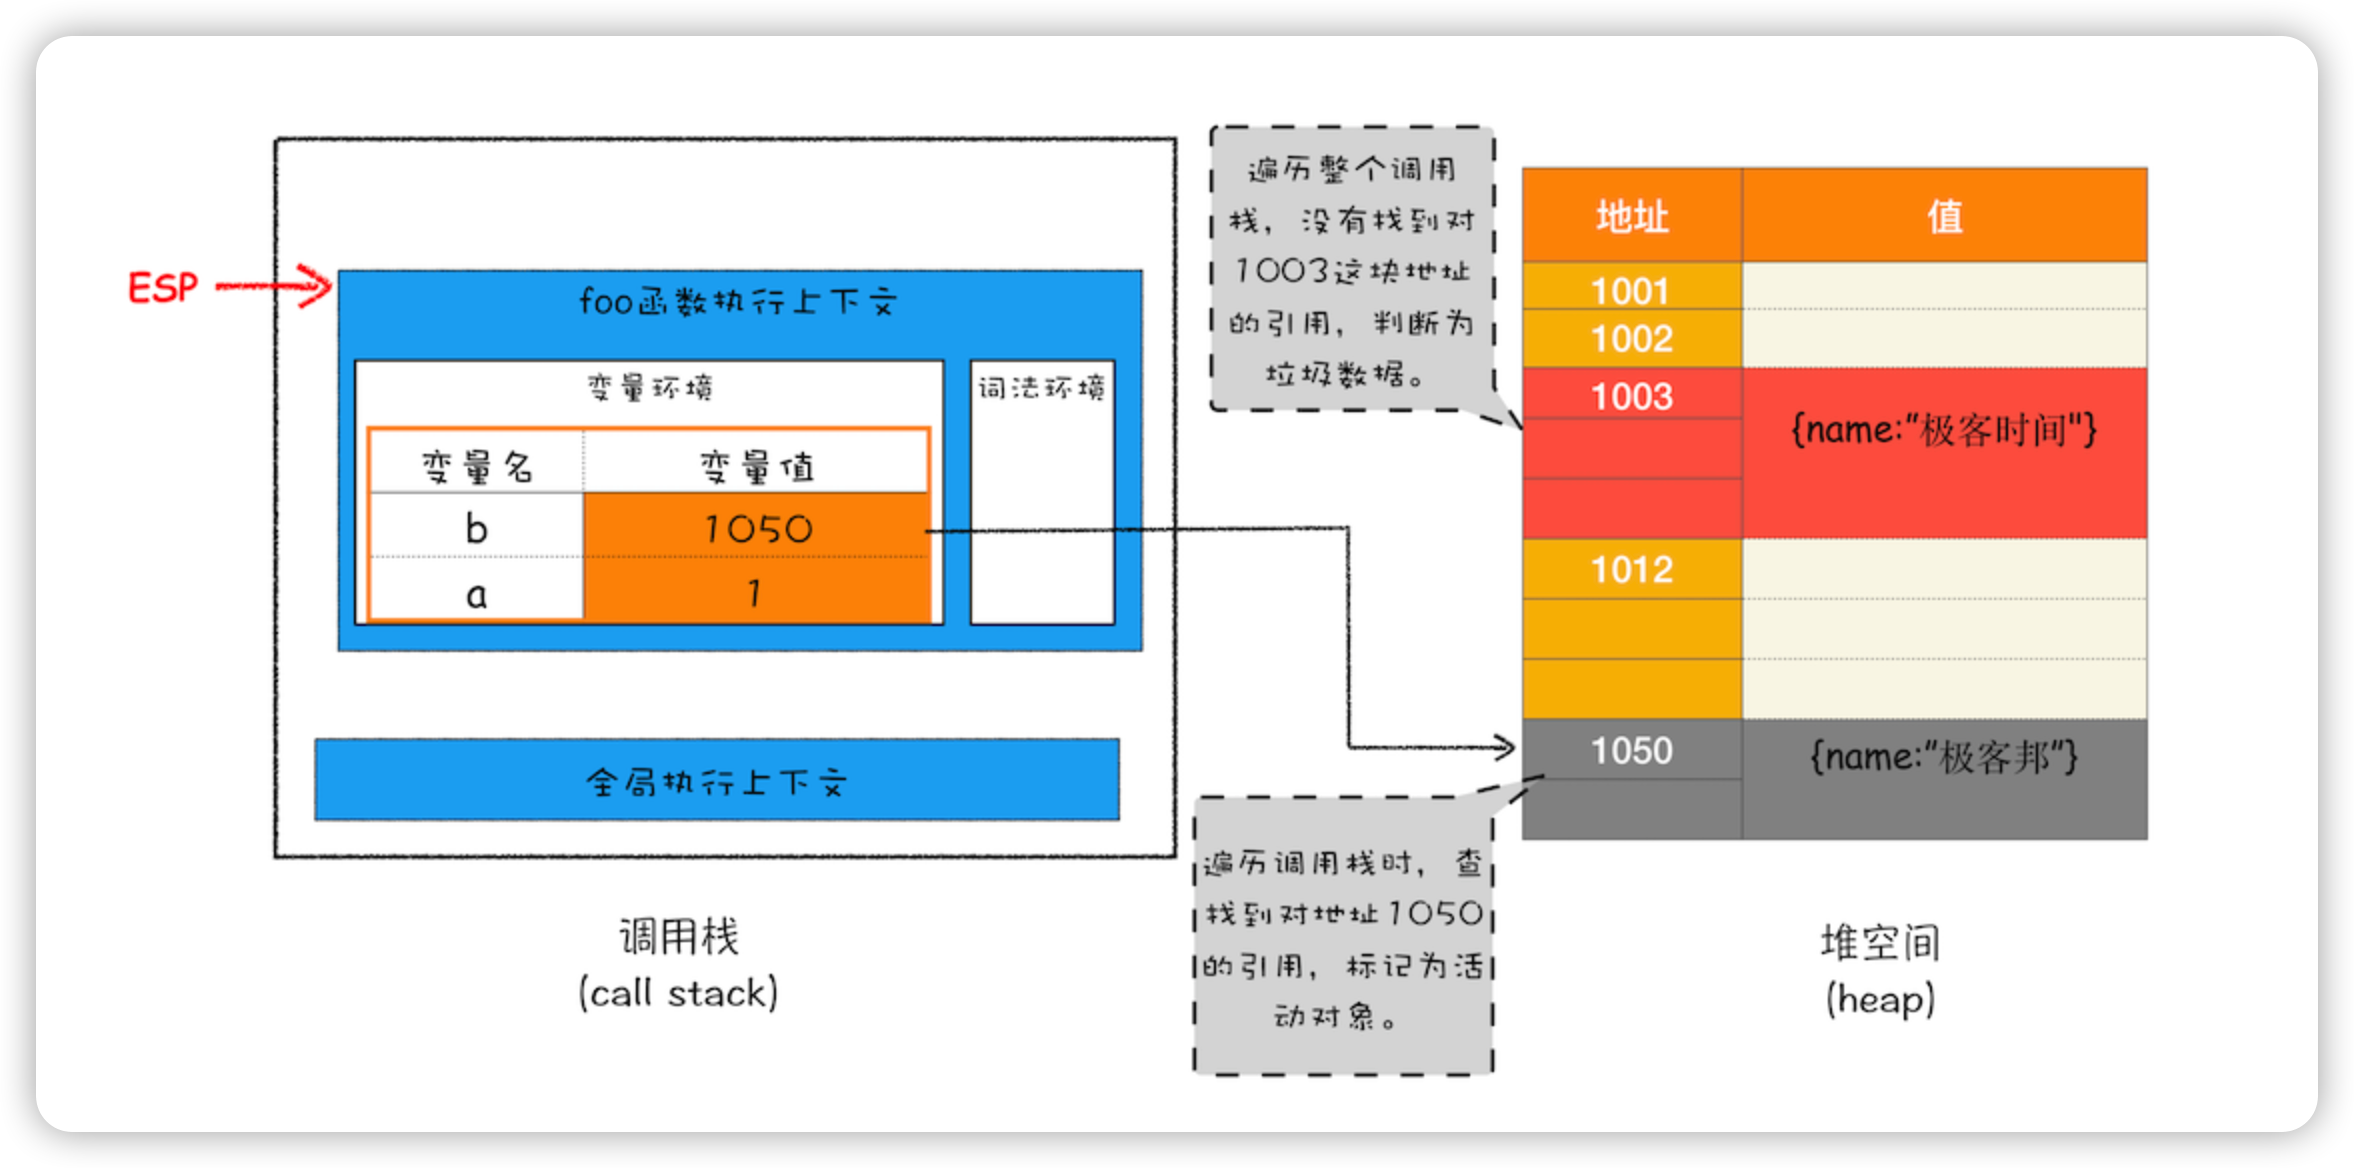 ESP
foo函数执行上下文
变量环境
词法环境
变量名 变量值
b 1050
a 1
全局执行上下文
调用栈
(call stack)
遍历整个调用
栈，没有找到对
1003这块地址
的引用，判断为
垃圾数据。
遍历调用栈时，查
找到对地址1050
的引用，标记为活
动对象。
地址 值
1001
1002
1003 {name:"极客时间"}
1012
1050 {name:"极客邦"}
堆空间
(heap)